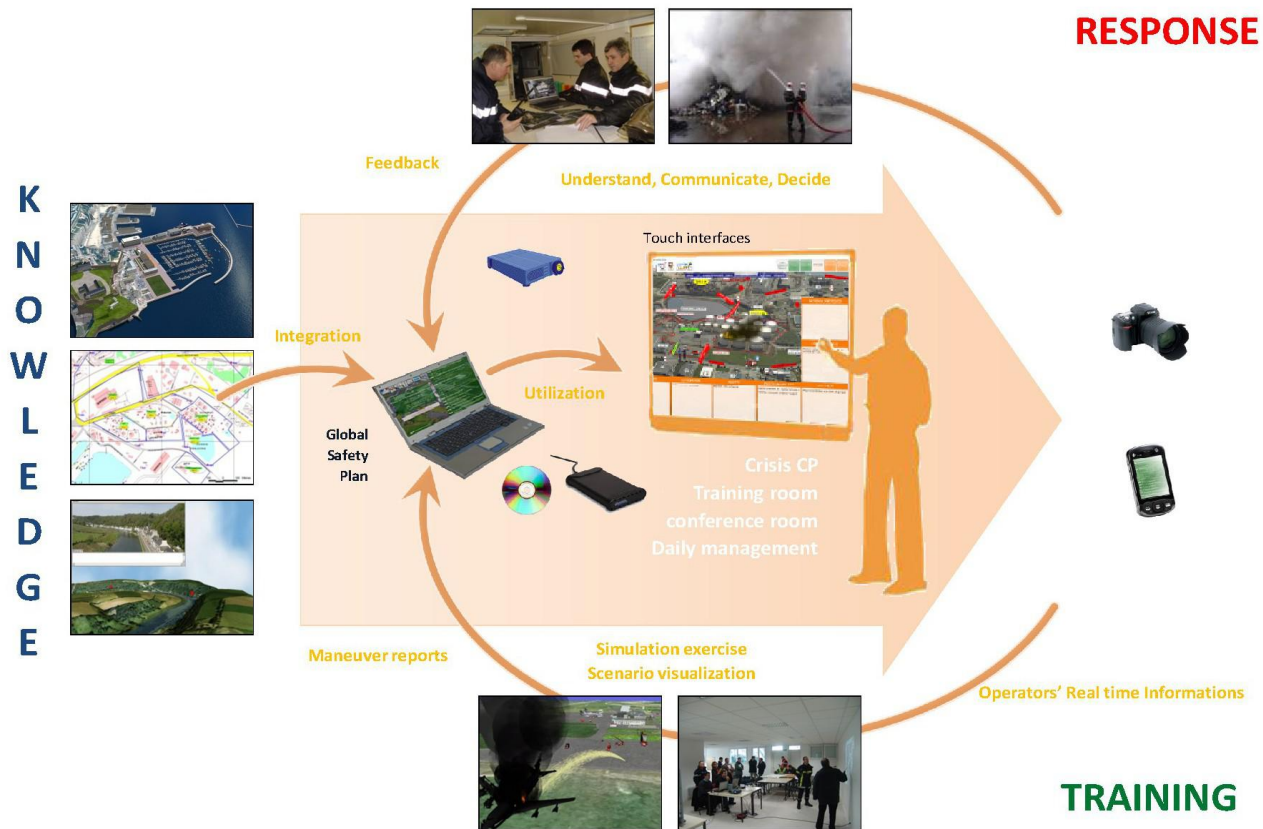 RESPONSE
Feedback
Understand, Communicate, Decide
KNOWLEDGE
Touch interfaces
Integration
Utilization
Global
Safety
Plan
Crisis CP
Training room
conference room
Daily management
Maneuver reports
Simulation exercise
Scenario visualization
Operators' Real time Informations
TRAINING